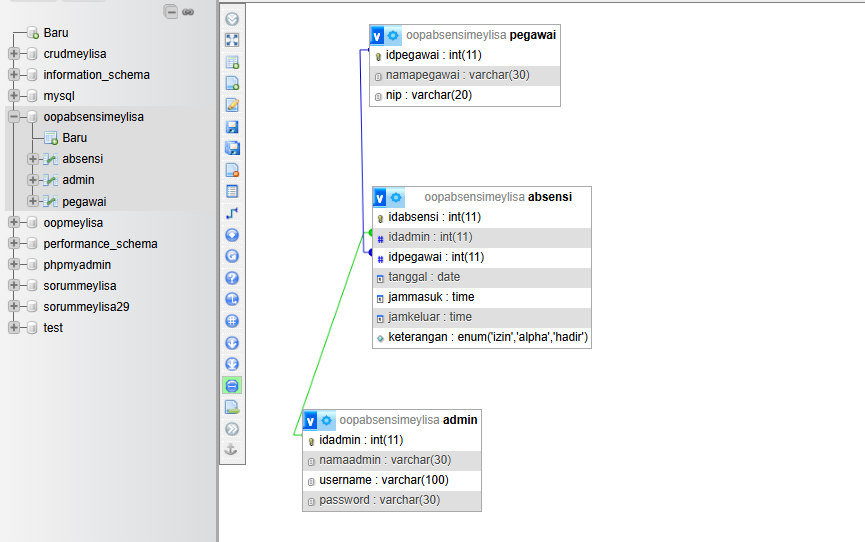 Baru
crudmeylisa
information_schema
mysql
oopabsensimeylisa
Baru
absensi
admin
pegawai
oopmeylisa
performance_schema
phpmyadmin
sorummeylisa
sorummeylisa29
test
v oopabsensimeylisa pegawai
idpegawai : int(11)
namapegawai : varchar(30)
nip : varchar(20)
v oopabsensimeylisa absensi
idabsensi : int(11)
# idadmin : int(11)
# idpegawai : int(11)
tanggal : date
jammasuk : time
jamkeluar : time
keterangan : enum('izin','alpha','hadir')
v oopabsensimeylisa admin
idadmin : int(11)
namaadmin : varchar(30)
username : varchar(100)
password : varchar(30)